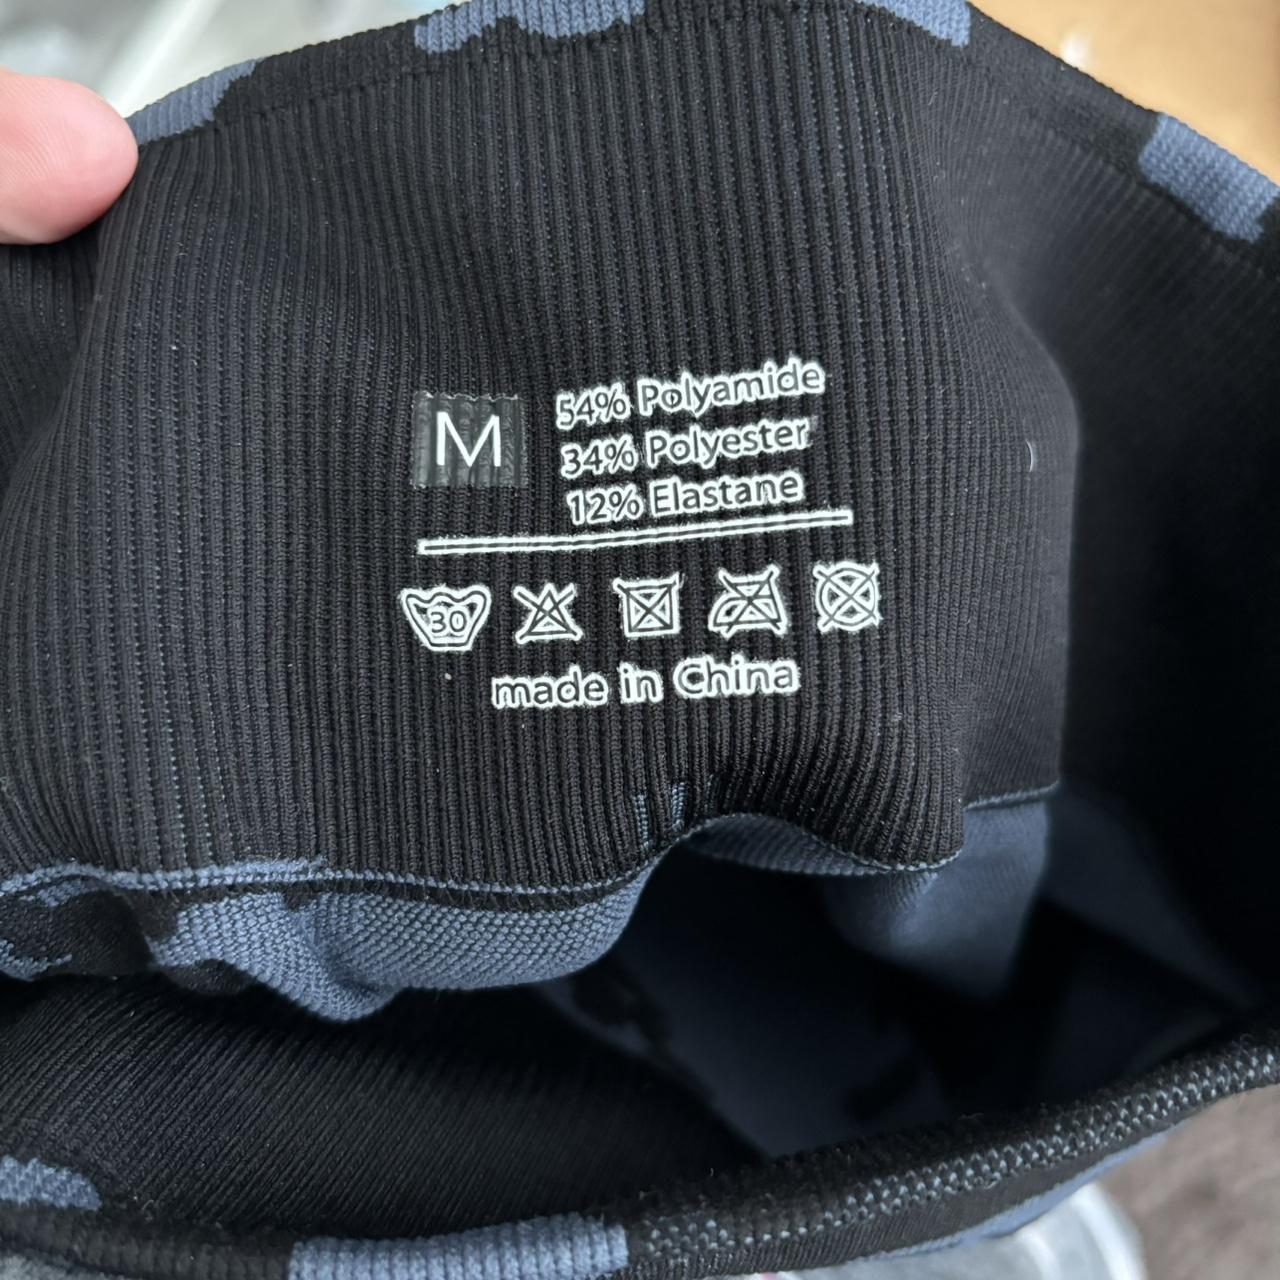 M
54% Polyamide
34% Polyester
12% Elastane
30
made in China